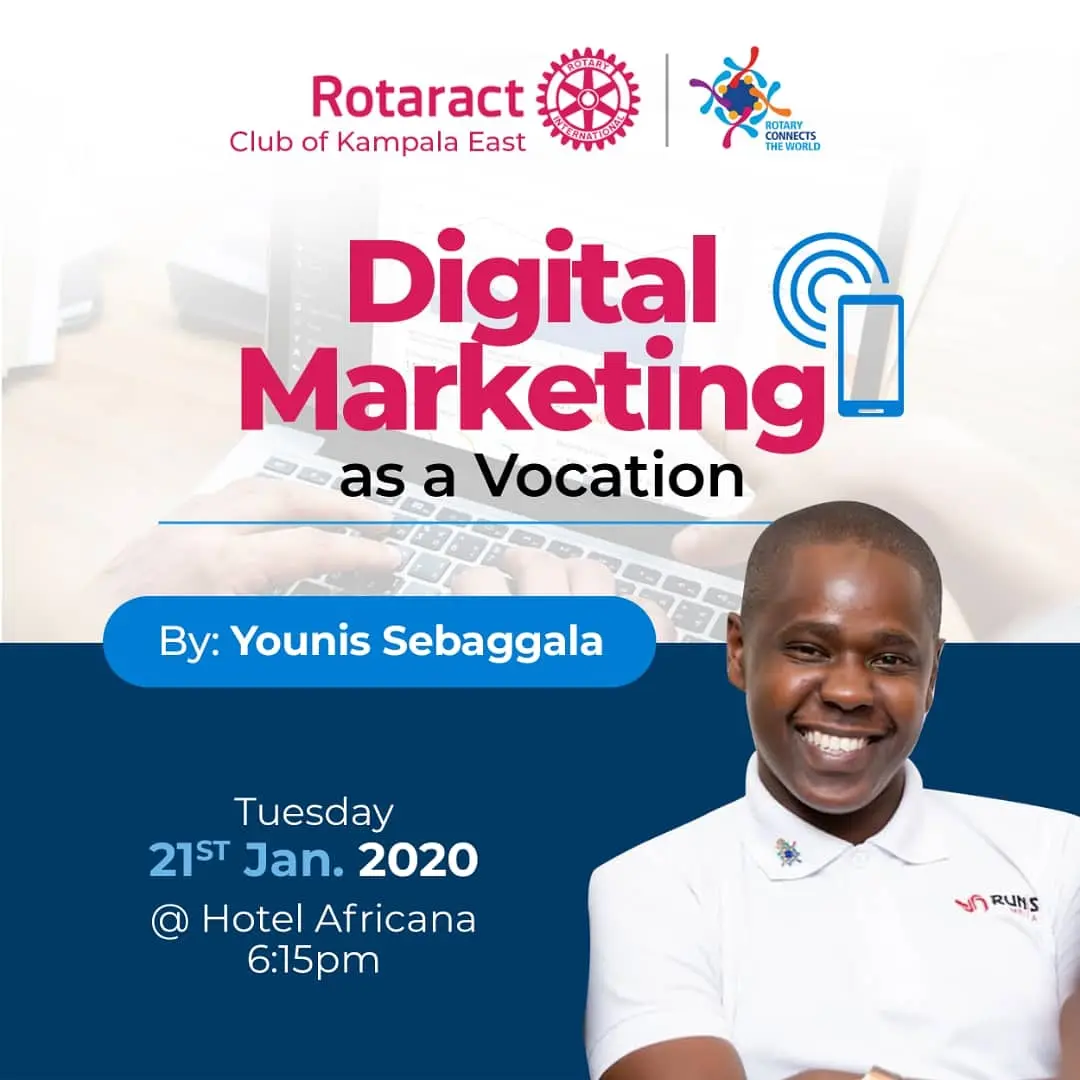 Rotaract
Club of Kampala East
ROTARY
INTERNATIONAL
ROTARY
CONNECTS
THE WORLD
Digital
Marketing
as a Vocation
By: Younis Sebaggala
Tuesday
21ST Jan. 2020
@ Hotel Africana
6:15pm